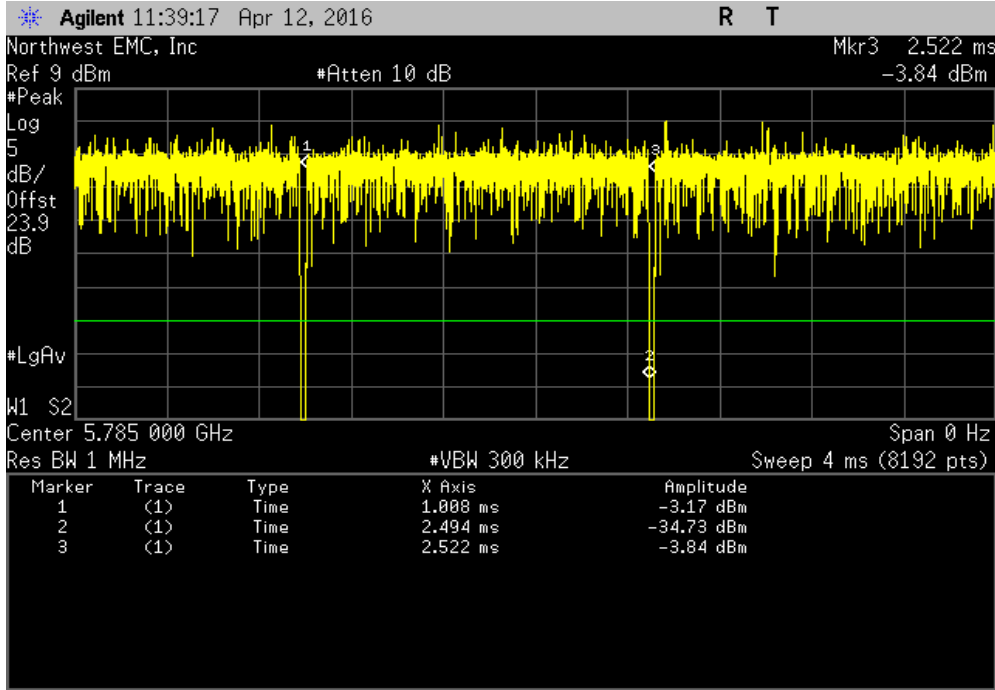 Agilent 11:39:17 Apr 12, 2016 R T
Northwest EMC, Inc Mkr3 2.522 ms
Ref 9 dBm #Atten 10 dB -3.84 dBm
#Peak
Log
5
dB/
Offst
23.9
dB
1
3
2
#LgAv
W1 S2
Center 5.785 000 GHz Span 0 Hz
Res BW 1 MHz #VBW 300 kHz Sweep 4 ms (8192 pts)
Marker Trace Type X Axis Amplitude
1 (1) Time 1.008 ms -3.17 dBm
2 (1) Time 2.494 ms -34.73 dBm
3 (1) Time 2.522 ms -3.84 dBm